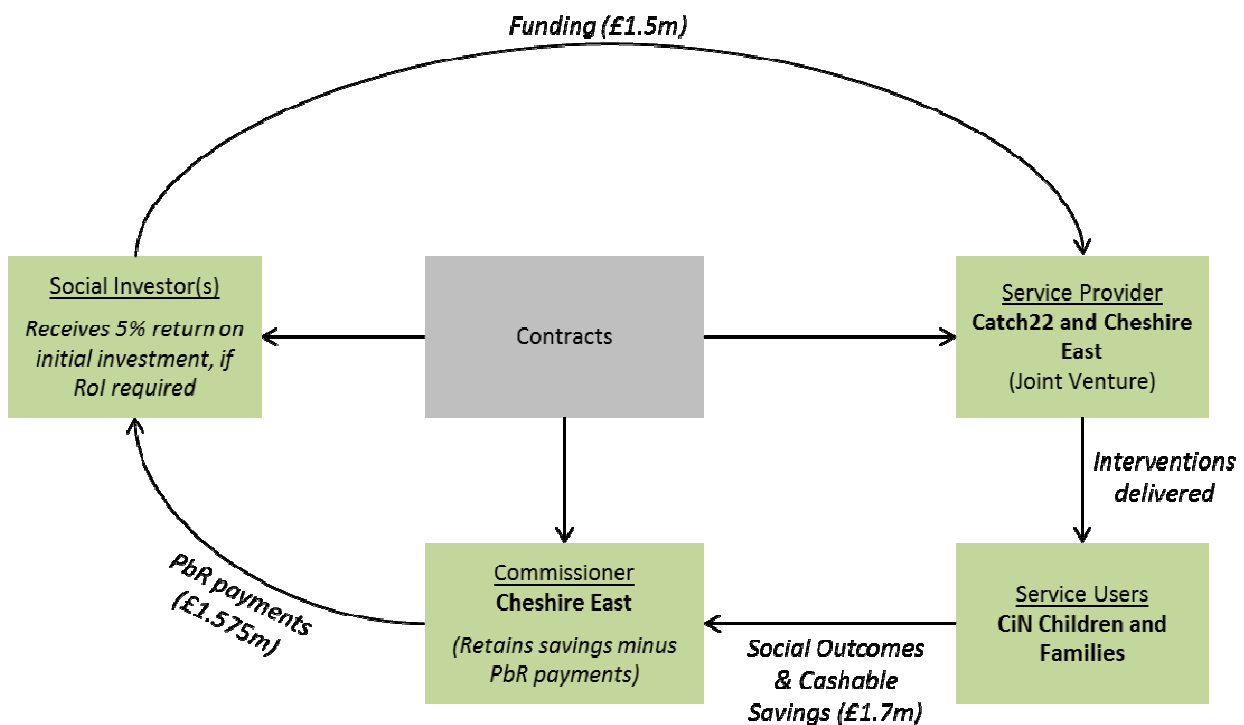 Funding (£1.5m)
Social Investor(s)
Receives 5% return on
initial investment, if
RoI required
Contracts
Service Provider
Catch22 and Cheshire
East
(Joint Venture)
Interventions
delivered
PbR payments
(£1.575m)
Commissioner
Cheshire East
(Retains savings minus
PbR payments)
Social Outcomes
& Cashable
Savings (£1.7m)
Service Users
CiN Children and
Families